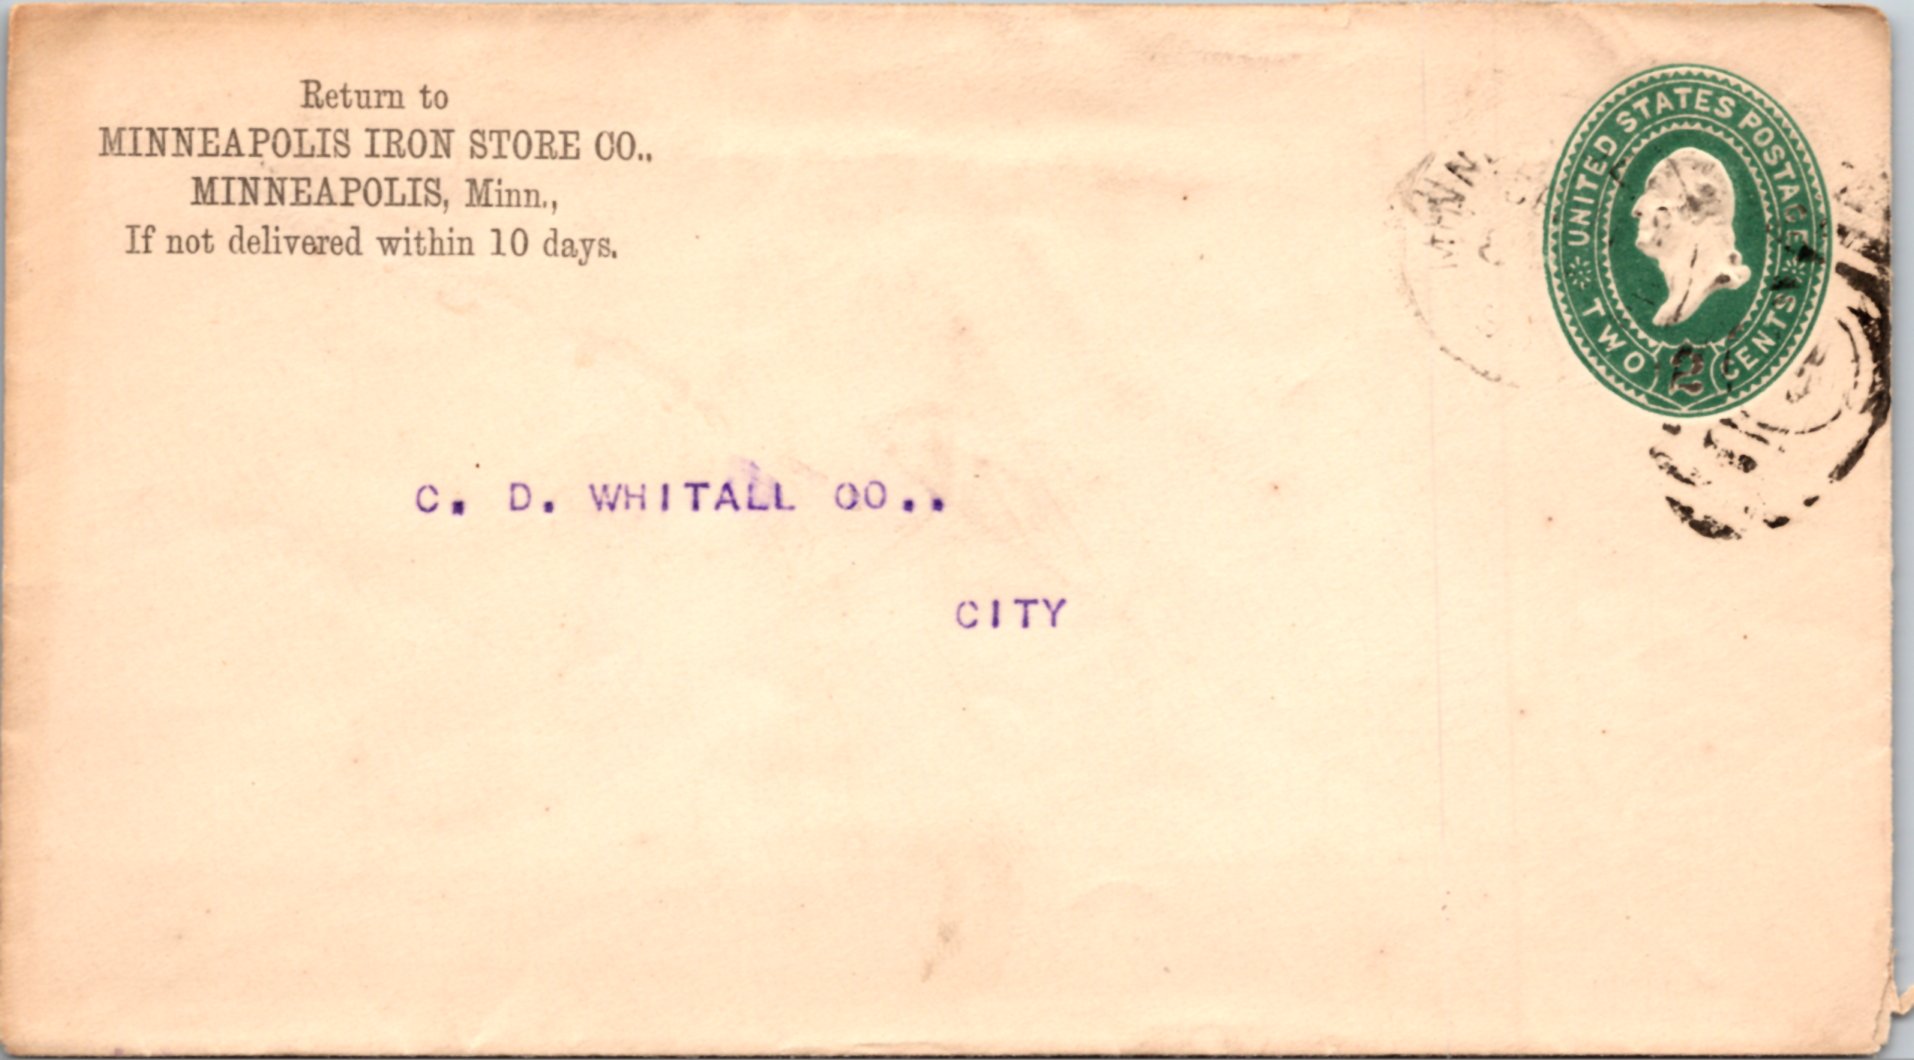 Return to
MINNEAPOLIS IRON STORE CO.,
MINNEAPOLIS, Minn.,
If not delivered within 10 days.
UNITED STATES POSTAGE
TWO 2 CENTS
C. D. WHITALL CO..
CITY